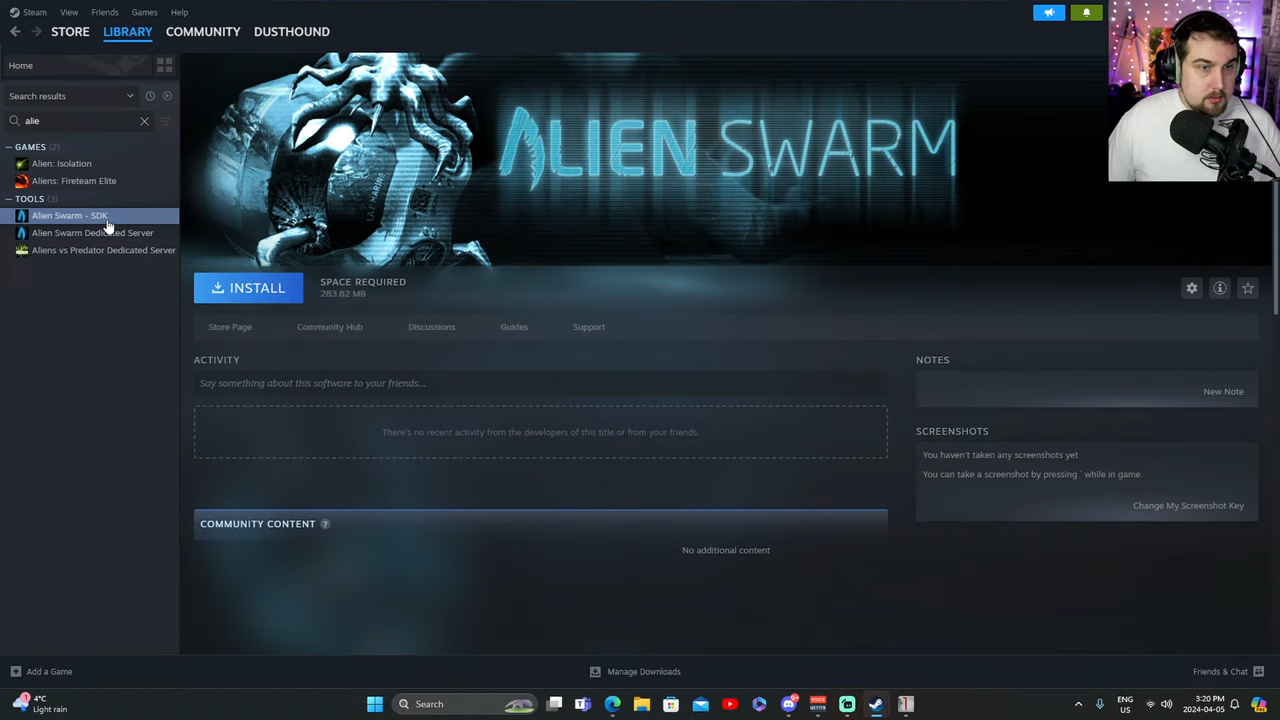 Steam View Friends Games Help
STORE LIBRARY COMMUNITY DUSTHOUND
Home
Search results
alie
GAMES (2)
Alien: Isolation
Aliens: Fireteam Elite
TOOLS (3)
Alien Swarm - SDK
Alien Swarm Dedicated Server
Aliens vs Predator Dedicated Server
ALIEN SWARM
INSTALL
SPACE REQUIRED
283.82 MB
Store Page Community Hub Discussions Guides Support
ACTIVITY
Say something about this software to your friends...
There's no recent activity from the developers of this title or from your friends.
COMMUNITY CONTENT ?
No additional content
NOTES
New Note
SCREENSHOTS
You haven't taken any screenshots yet
You can take a screenshot by pressing ` while in game.
Change My Screenshot Key
Add a Game
Manage Downloads
Friends & Chat
4°C
Light rain
Search
ENG
US
3:20 PM
2024-04-05